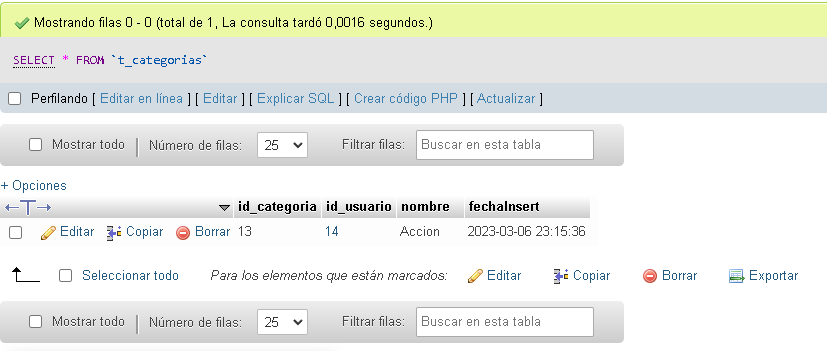 Mostrando filas 0 - 0 (total de 1, La consulta tardó 0,0016 segundos.)
SELECT * FROM `t_categorias`
Perfilando [ Editar en línea ] [ Editar ] [ Explicar SQL ] [ Crear código PHP ] [ Actualizar ]
Mostrar todo | Número de filas: 25 Filtrar filas: Buscar en esta tabla
+ Opciones
←T→ id_categoria id_usuario nombre fechaInsert
Editar Copiar Borrar 13 14 Accion 2023-03-06 23:15:36
Seleccionar todo Para los elementos que están marcados: Editar Copiar Borrar Exportar
Mostrar todo | Número de filas: 25 Filtrar filas: Buscar en esta tabla